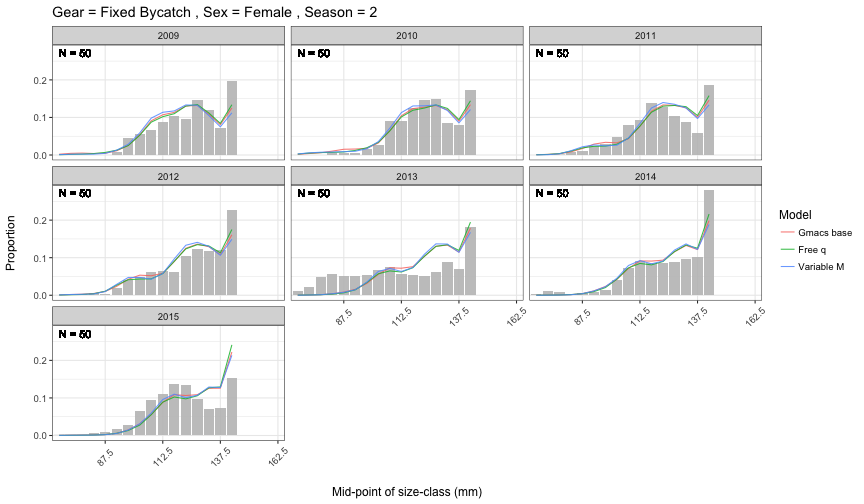 Gear = Fixed Bycatch , Sex = Female , Season = 2
2009
2010
2011
N = 50
N = 50
N = 50
0.2
0.1
0.0
2012
2013
2014
N = 50
N = 50
N = 50
0.2
0.1
0.0
87.5
112.5
137.5
162.5
87.5
112.5
137.5
162.5
2015
N = 50
0.2
0.1
0.0
87.5
112.5
137.5
162.5
Proportion
Mid-point of size-class (mm)
Model
Gmacs base
Free q
Variable M